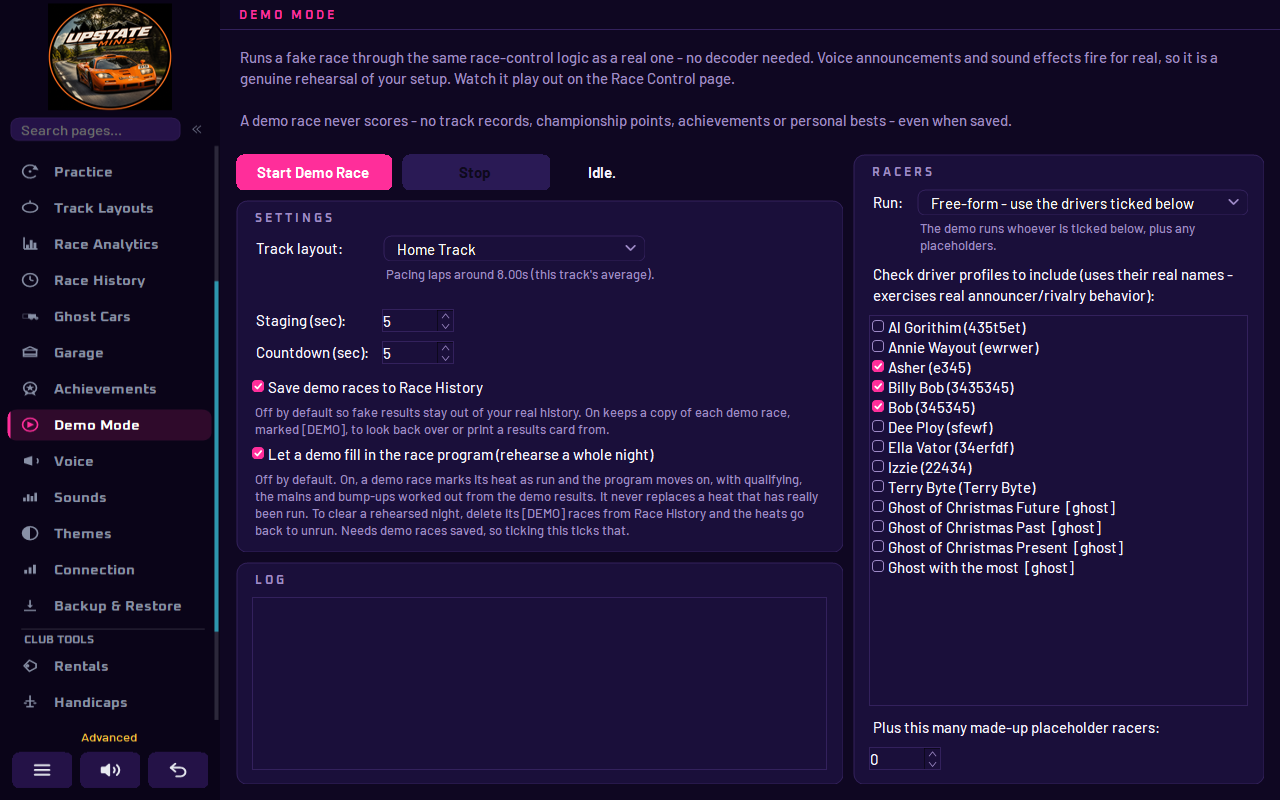 UPSTATE
MINIZ
Search pages...
Practice
Track Layouts
Race Analytics
Race History
Ghost Cars
Garage
Achievements
Demo Mode
Voice
Sounds
Themes
Connection
Backup & Restore
CLUB TOOLS
Rentals
Handicaps
Advanced
DEMO MODE
Runs a fake race through the same race-control logic as a real one - no decoder needed. Voice announcements and sound effects fire for real, so it is a
genuine rehearsal of your setup. Watch it play out on the Race Control page.
A demo race never scores - no track records, championship points, achievements or personal bests - even when saved.
Start Demo Race
Stop
Idle.
SETTINGS
Track layout:
Home Track
Pacing laps around 8.00s (this track's average).
Staging (sec):
5
Countdown (sec):
5
Save demo races to Race History
Off by default so fake results stay out of your real history. On keeps a copy of each demo race,
marked [DEMO], to look back over or print a results card from.
Let a demo fill in the race program (rehearse a whole night)
Off by default. On, a demo race marks its heat as run and the program moves on, with qualifying,
the mains and bump-ups worked out from the demo results. It never replaces a heat that has really
been run. To clear a rehearsed night, delete its [DEMO] races from Race History and the heats go
back to unrun. Needs demo races saved, so ticking this ticks that.
LOG
RACERS
Run:
Free-form - use the drivers ticked below
The demo runs whoever is ticked below, plus any
placeholders.
Check driver profiles to include (uses their real names -
exercises real announcer/rivalry behavior):
Al Gorithim (435t5et)
Annie Wayout (ewrwer)
Asher (e345)
Billy Bob (3435345)
Bob (345345)
Dee Ploy (sfewf)
Ella Vator (34erfdf)
Izzie (22434)
Terry Byte (Terry Byte)
Ghost of Christmas Future [ghost]
Ghost of Christmas Past [ghost]
Ghost of Christmas Present [ghost]
Ghost with the most [ghost]
Plus this many made-up placeholder racers:
0